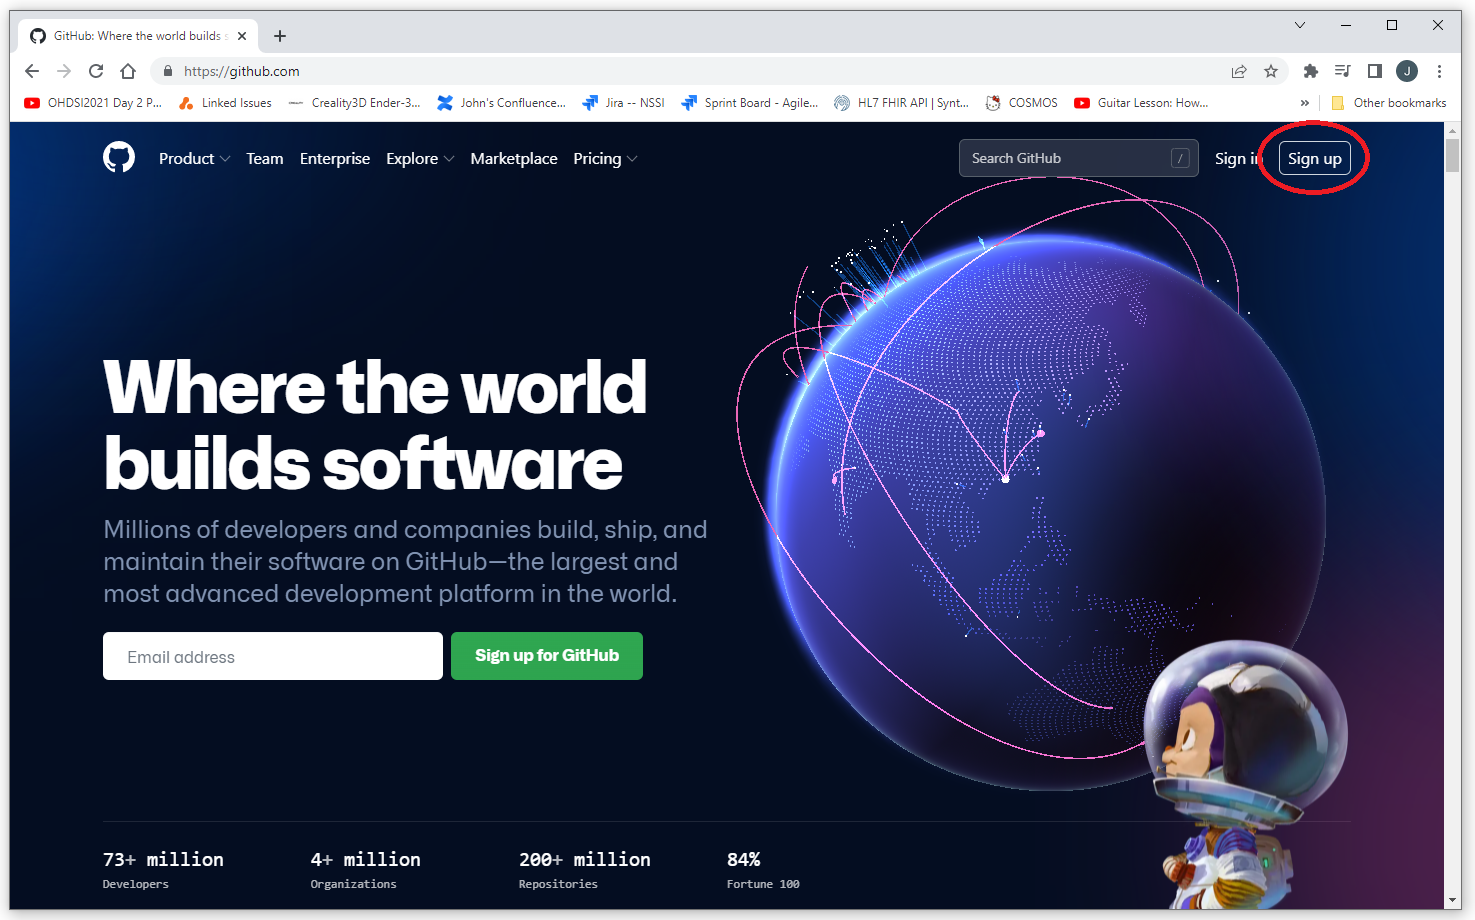 GitHub: Where the world builds s
https://github.com
J
OHDSI2021 Day 2 P...
Linked Issues
Creality3D Ender-3...
John's Confluence...
Jira -- NSSI
Sprint Board - Agile...
HL7 FHIR API | Synt...
COSMOS
Guitar Lesson: How...
»
Other bookmarks
Product
Team
Enterprise
Explore
Marketplace
Pricing
Search GitHub
/
Sign in
Sign up
Where the world
builds software
Millions of developers and companies build, ship, and
maintain their software on GitHub—the largest and
most advanced development platform in the world.
Email address
Sign up for GitHub
73+ million
Developers
4+ million
Organizations
200+ million
Repositories
84%
Fortune 100